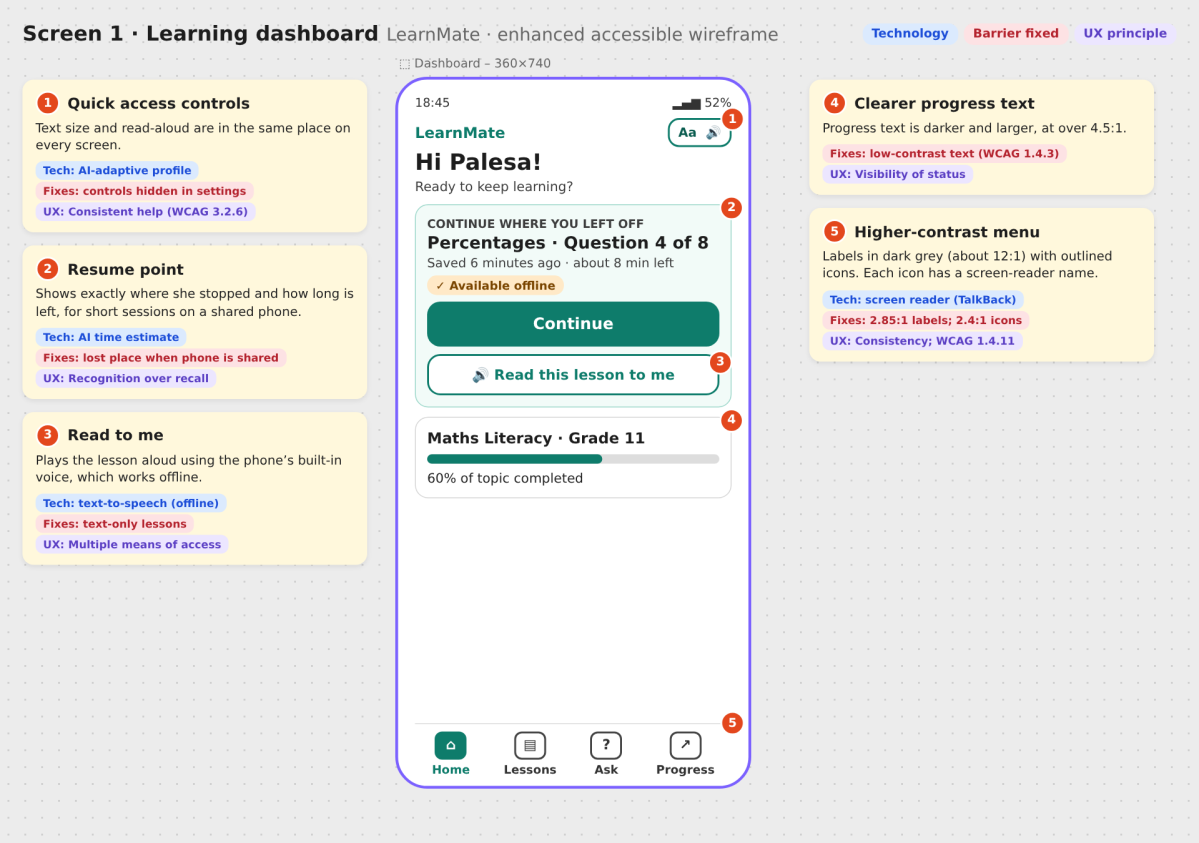 Screen 1 · Learning dashboard LearnMate · enhanced accessible wireframe
Technology Barrier fixed UX principle
1 Quick access controls
Text size and read-aloud are in the same place on
every screen.
Tech: AI-adaptive profile
Fixes: controls hidden in settings
UX: Consistent help (WCAG 3.2.6)
2 Resume point
Shows exactly where she stopped and how long is
left, for short sessions on a shared phone.
Tech: AI time estimate
Fixes: lost place when phone is shared
UX: Recognition over recall
3 Read to me
Plays the lesson aloud using the phone’s built-in
voice, which works offline.
Tech: text-to-speech (offline)
Fixes: text-only lessons
UX: Multiple means of access
Dashboard – 360×740
18:45 52%
1
LearnMate Aa
Hi Palesa!
Ready to keep learning?
2
CONTINUE WHERE YOU LEFT OFF
Percentages · Question 4 of 8
Saved 6 minutes ago · about 8 min left
✓ Available offline
Continue
3
🔊 Read this lesson to me
4
Maths Literacy · Grade 11
60% of topic completed
5
?
Home Lessons Ask Progress
4 Clearer progress text
Progress text is darker and larger, at over 4.5:1.
Fixes: low-contrast text (WCAG 1.4.3)
UX: Visibility of status
5 Higher-contrast menu
Labels in dark grey (about 12:1) with outlined
icons. Each icon has a screen-reader name.
Tech: screen reader (TalkBack)
Fixes: 2.85:1 labels; 2.4:1 icons
UX: Consistency; WCAG 1.4.11